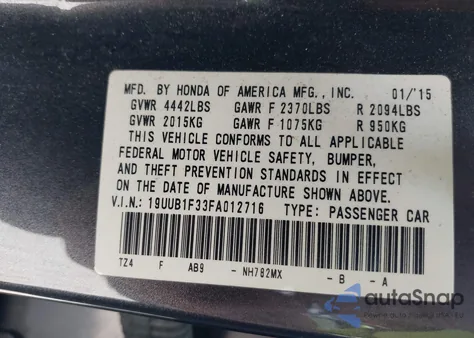 MFD. BY HONDA OF AMERICA MFG., INC. 01/'15
GVWR 4442LBS GAWR F 2370LBS R 2094LBS
GVWR 2015KG GAWR F 1075KG R 950KG
THIS VEHICLE CONFORMS TO ALL APPLICABLE
FEDERAL MOTOR VEHICLE SAFETY, BUMPER,
AND THEFT PREVENTION STANDARDS IN EFFECT
ON THE DATE OF MANUFACTURE SHOWN ABOVE.
V.I.N.: 19UUB1F33FA012716 TYPE: PASSENGER CAR
TZ4 F AB9 - NH782MX - B - A
autoSnap